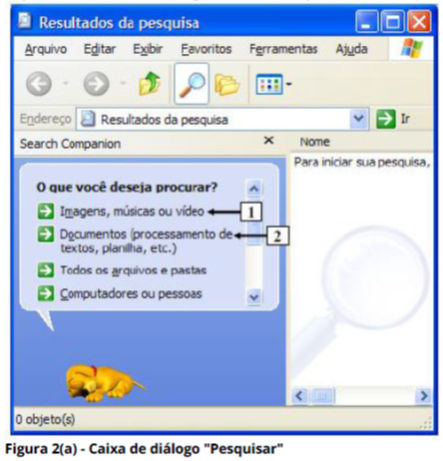 Resultados da pesquisa
Arquivo Editar Exibir Favoritos Ferramentas Ajuda
Endereço Resultados da pesquisa Ir
Search Companion
Nome
Para iniciar sua pesquisa,
O que você deseja procurar?
Imagens, músicas ou vídeo
1
Documentos (processamento de
textos, planilha, etc.)
2
Todos os arquivos e pastas
Computadores ou pessoas
0 objeto(s)
Figura 2(a) - Caixa de diálogo "Pesquisar"